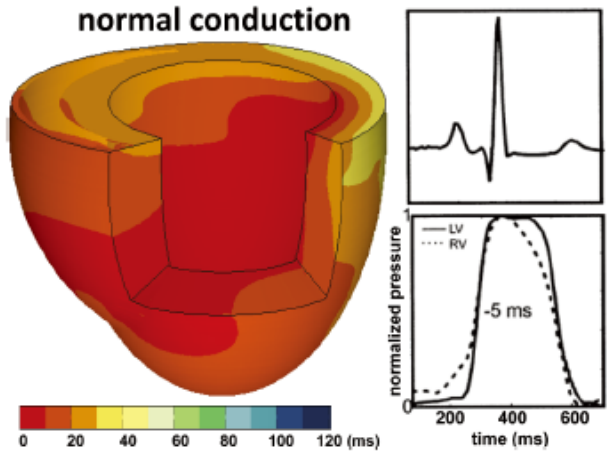 normal conduction
0 20 40 60 80 100 120 (ms)
1
LV
RV
normalized pressure
-5 ms
0
200 400 600
time (ms)